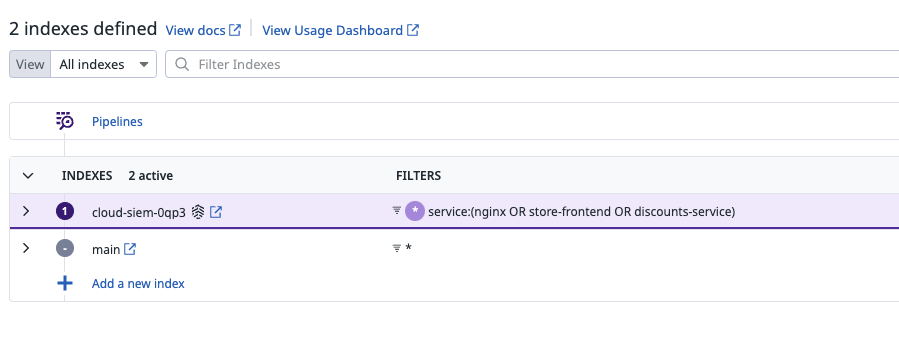 2 indexes defined View docs View Usage Dashboard
View All indexes Filter Indexes
Pipelines
INDEXES 2 active FILTERS
1 cloud-siem-0qp3 * service:(nginx OR store-frontend OR discounts-service)
- main *
Add a new index